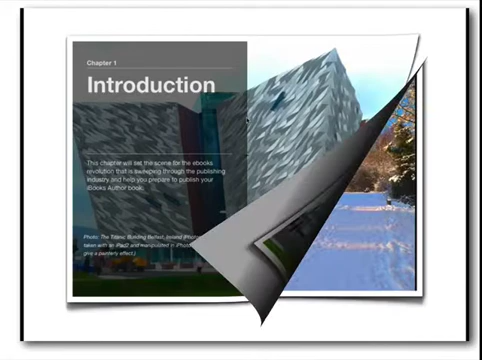 Chapter 1
Introduction
This chapter will set the scene for the ebooks
revolution that is sweeping through the publishing
industry and help you prepare to publish your
iBooks Author book.
Photo: The Titanic Building Belfast, Ireland
taken with an iPad2 and manipulated in
give a painterly effect.)